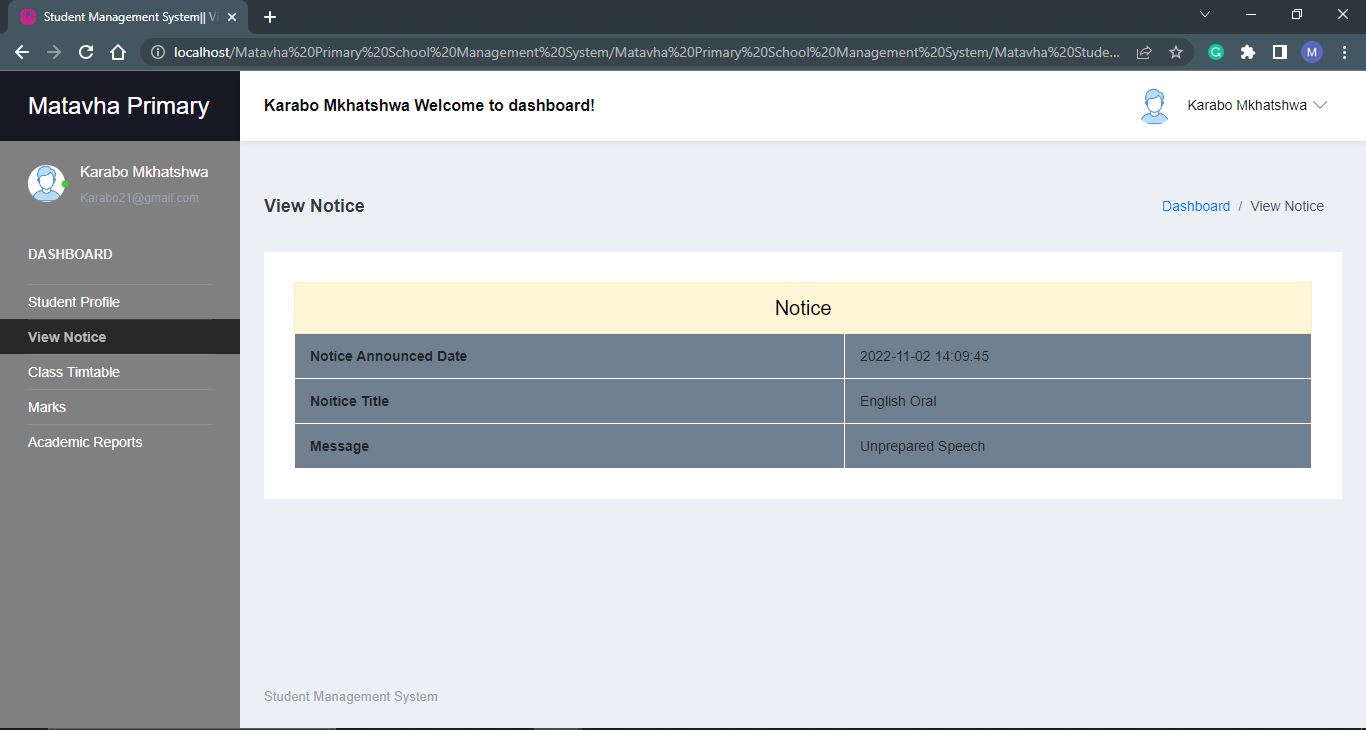 Student Management System|| Vi
localhost/Matavha%20Primary%20School%20Management%20System/Matavha%20Primary%20School%20Management%20System/Matavha%20Stude...
G
M
Matavha Primary
Karabo Mkhatshwa Welcome to dashboard!
Karabo Mkhatshwa
Karabo Mkhatshwa
Karabo21@gmail.com
DASHBOARD
Student Profile
View Notice
Class Timtable
Marks
Academic Reports
View Notice
Dashboard / View Notice
Notice
Notice Announced Date 2022-11-02 14:09:45
Noitice Title English Oral
Message Unprepared Speech
Student Management System